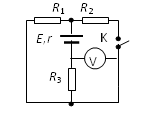 R₁ R₂
E, r K
V
R₃